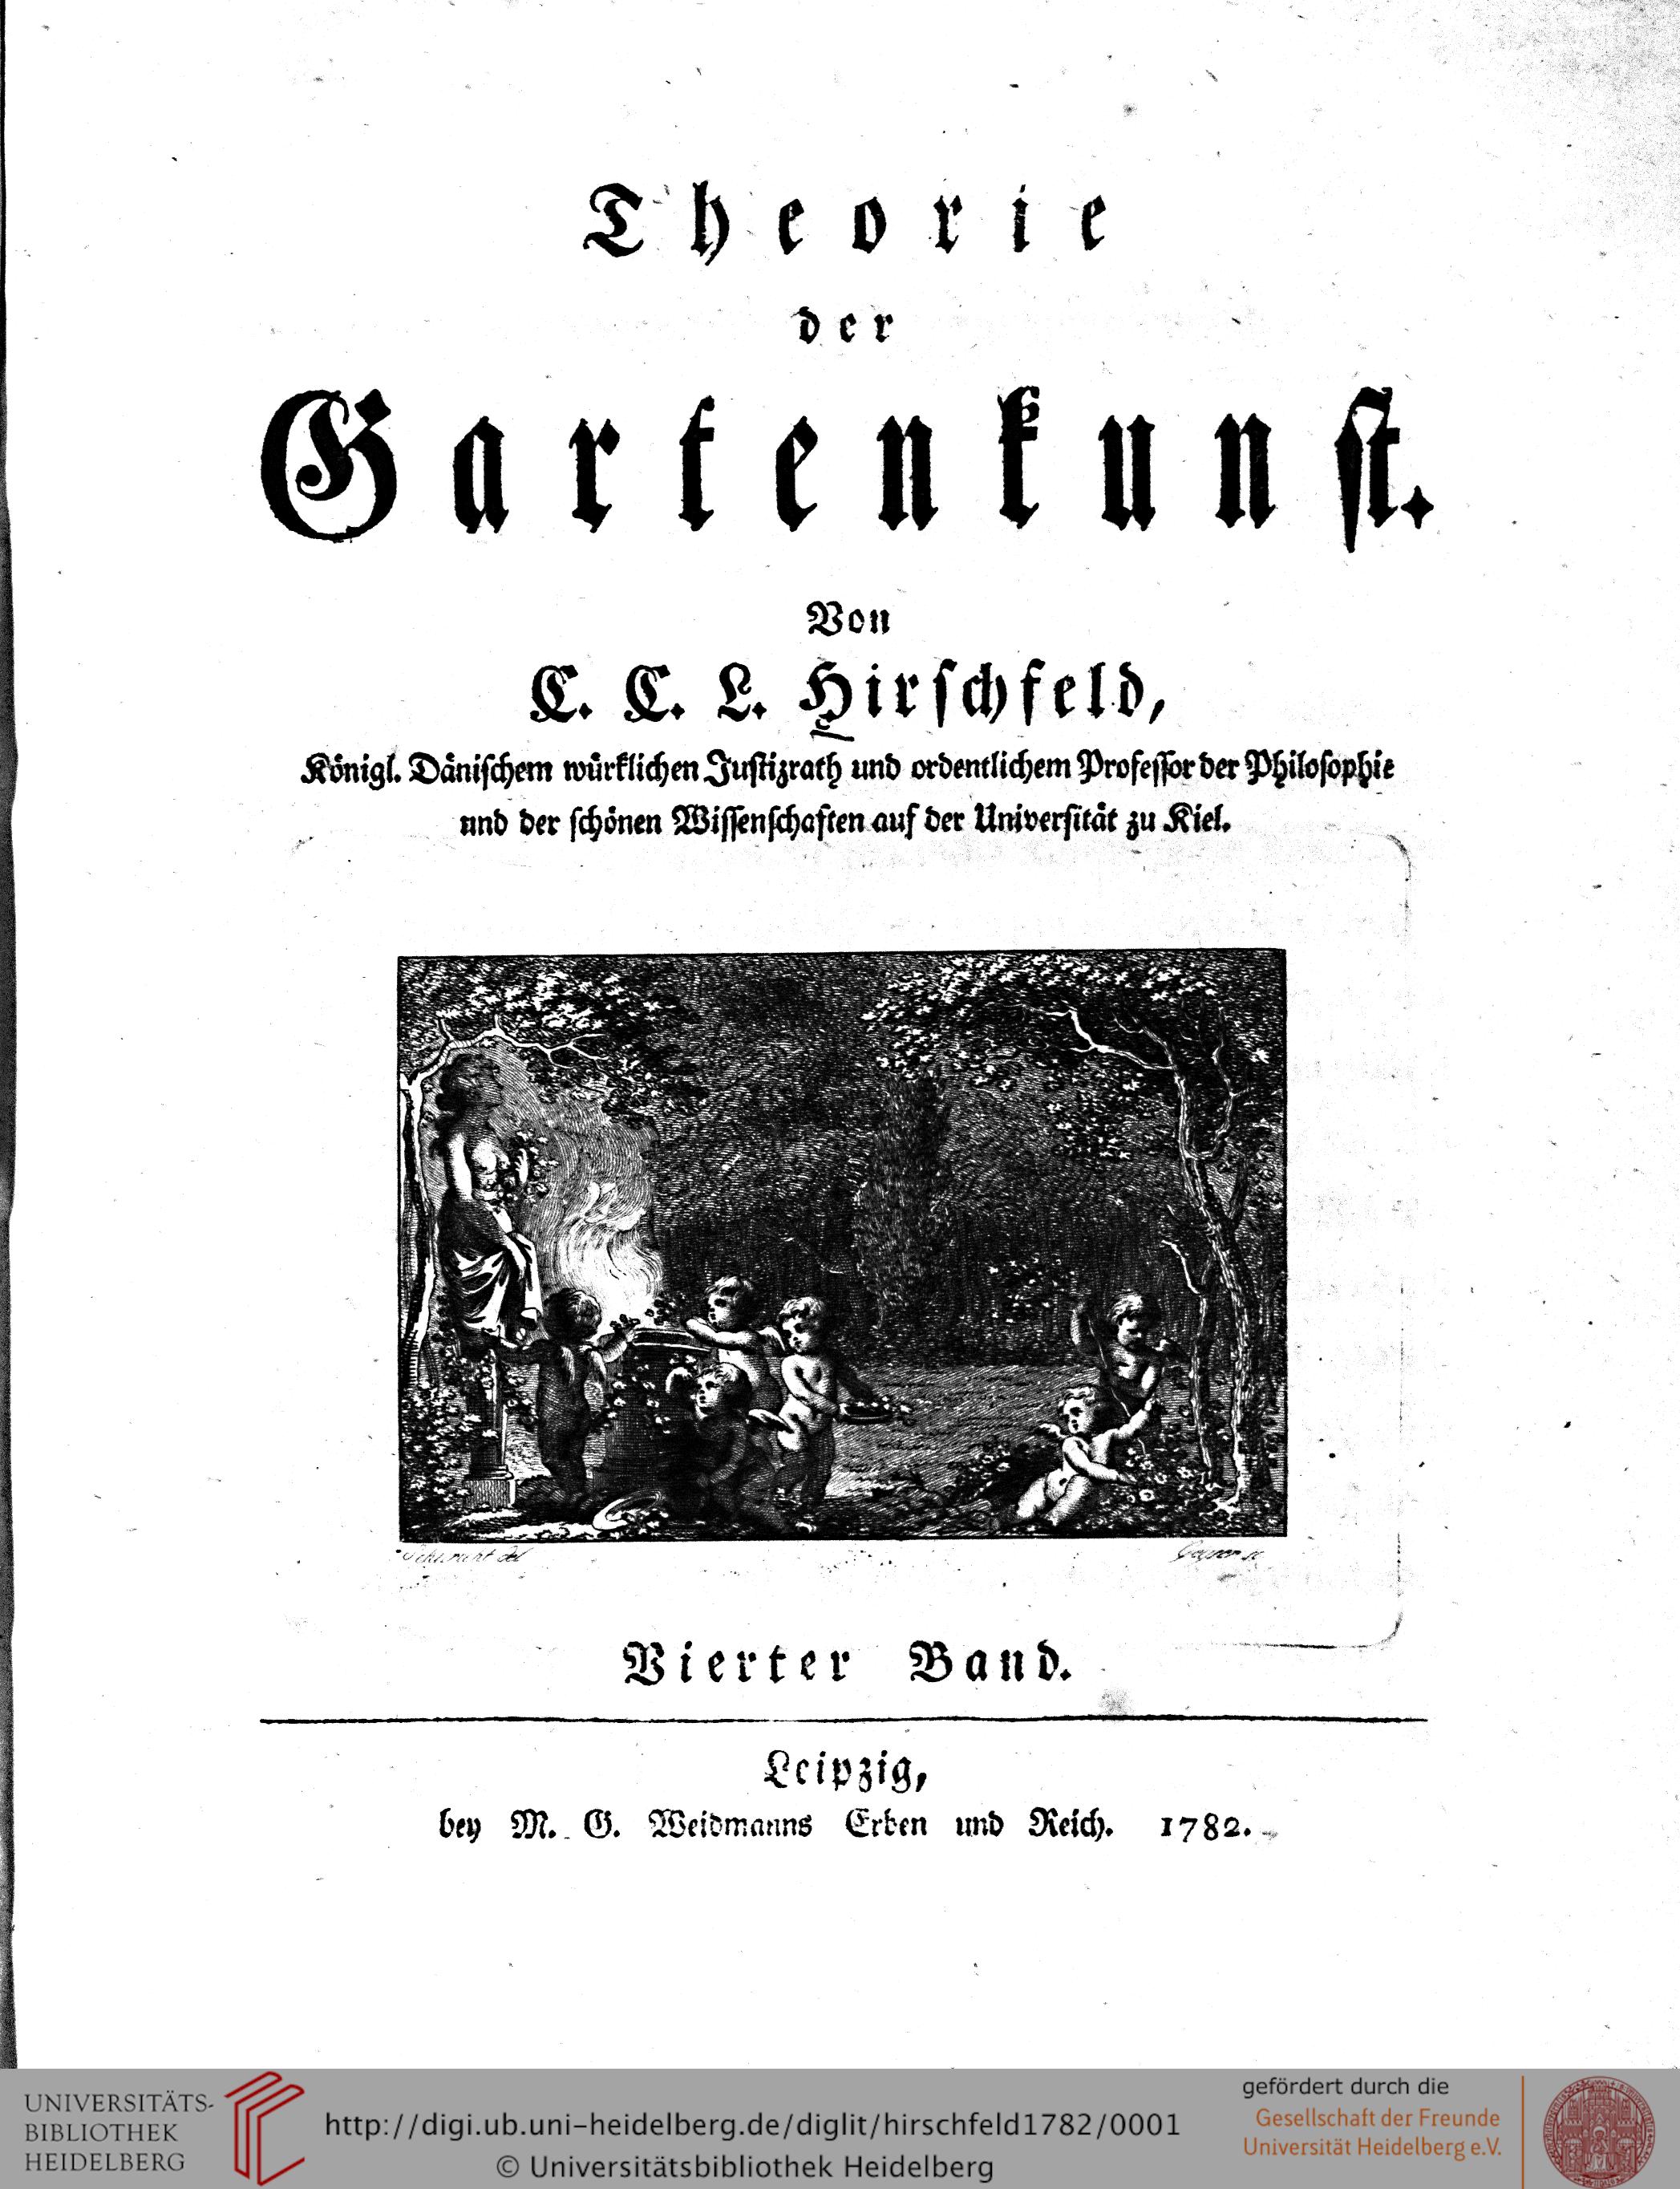 Theorie
der
Gartenkunst.
Von
C. C. L. Hirschfeld,
Königl. Dänischem würklichen Justizrath und ordentlichem Professor der Philosophie
und der schönen Wissenschaften auf der Universität zu Kiel.
Vierter Band.
Leipzig,
bey M. G. Weidmanns Erben und Reich. 1782.
UNIVERSITÄTS-
BIBLIOTHEK
HEIDELBERG
http://digi.ub.uni-heidelberg.de/diglit/hirschfeld1782/0001
© Universitätsbibliothek Heidelberg
gefördert durch die
Gesellschaft der Freunde
Universität Heidelberg e.V.